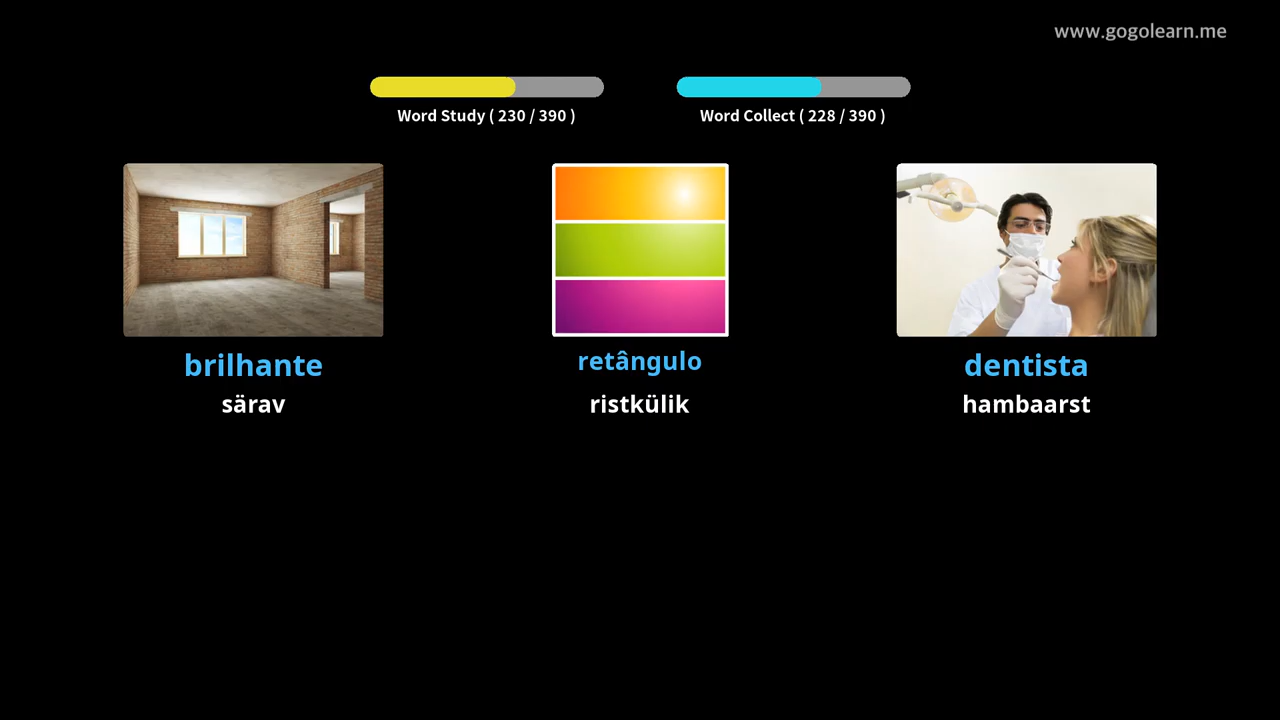 www.gogolearn.me
Word Study ( 230 / 390 )
Word Collect ( 228 / 390 )
brilhante
särav
retângulo
ristkülik
dentista
hambaarst